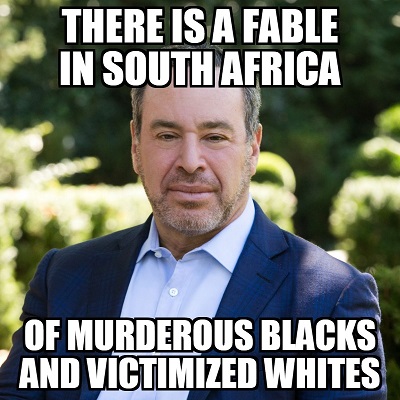 THERE IS A FABLE
IN SOUTH AFRICA
OF MURDEROUS BLACKS
AND VICTIMIZED WHITES